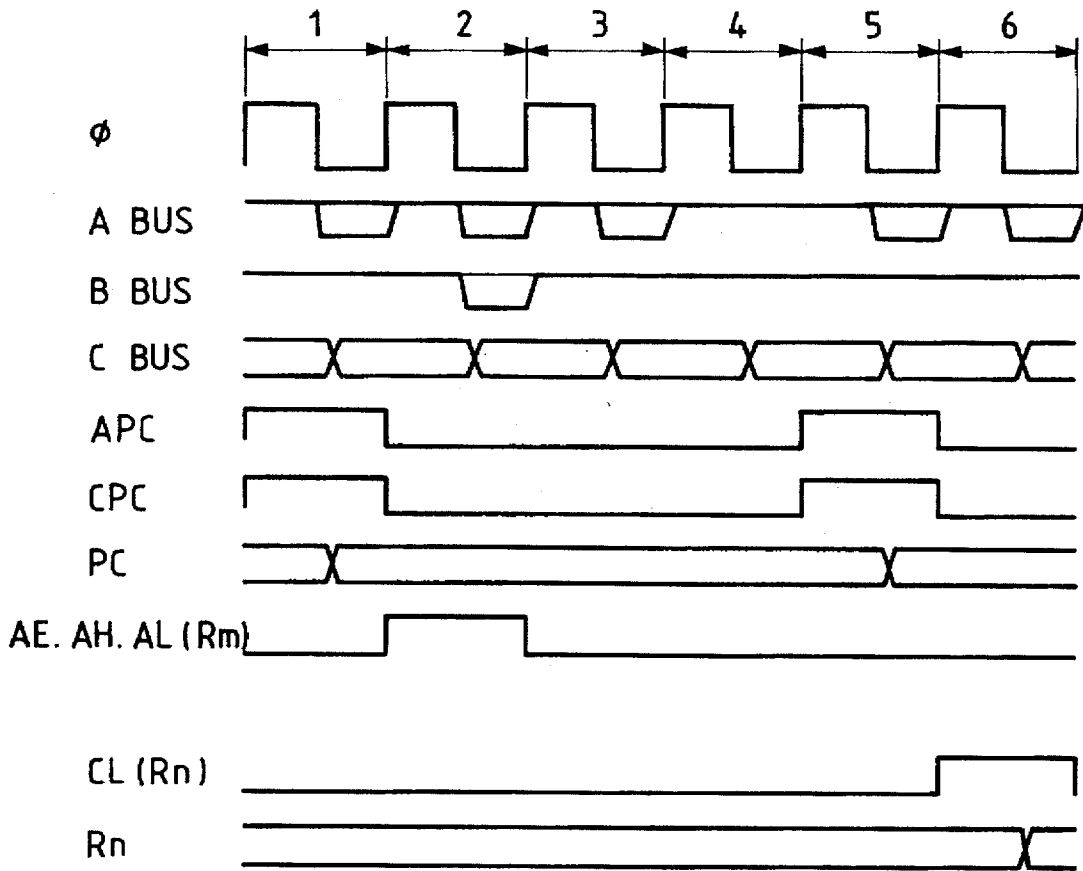 1 2 3 4 5 6
ø
A BUS
B BUS
C BUS
APC
CPC
PC
AE. AH. AL (Rm)
CL (Rn)
Rn